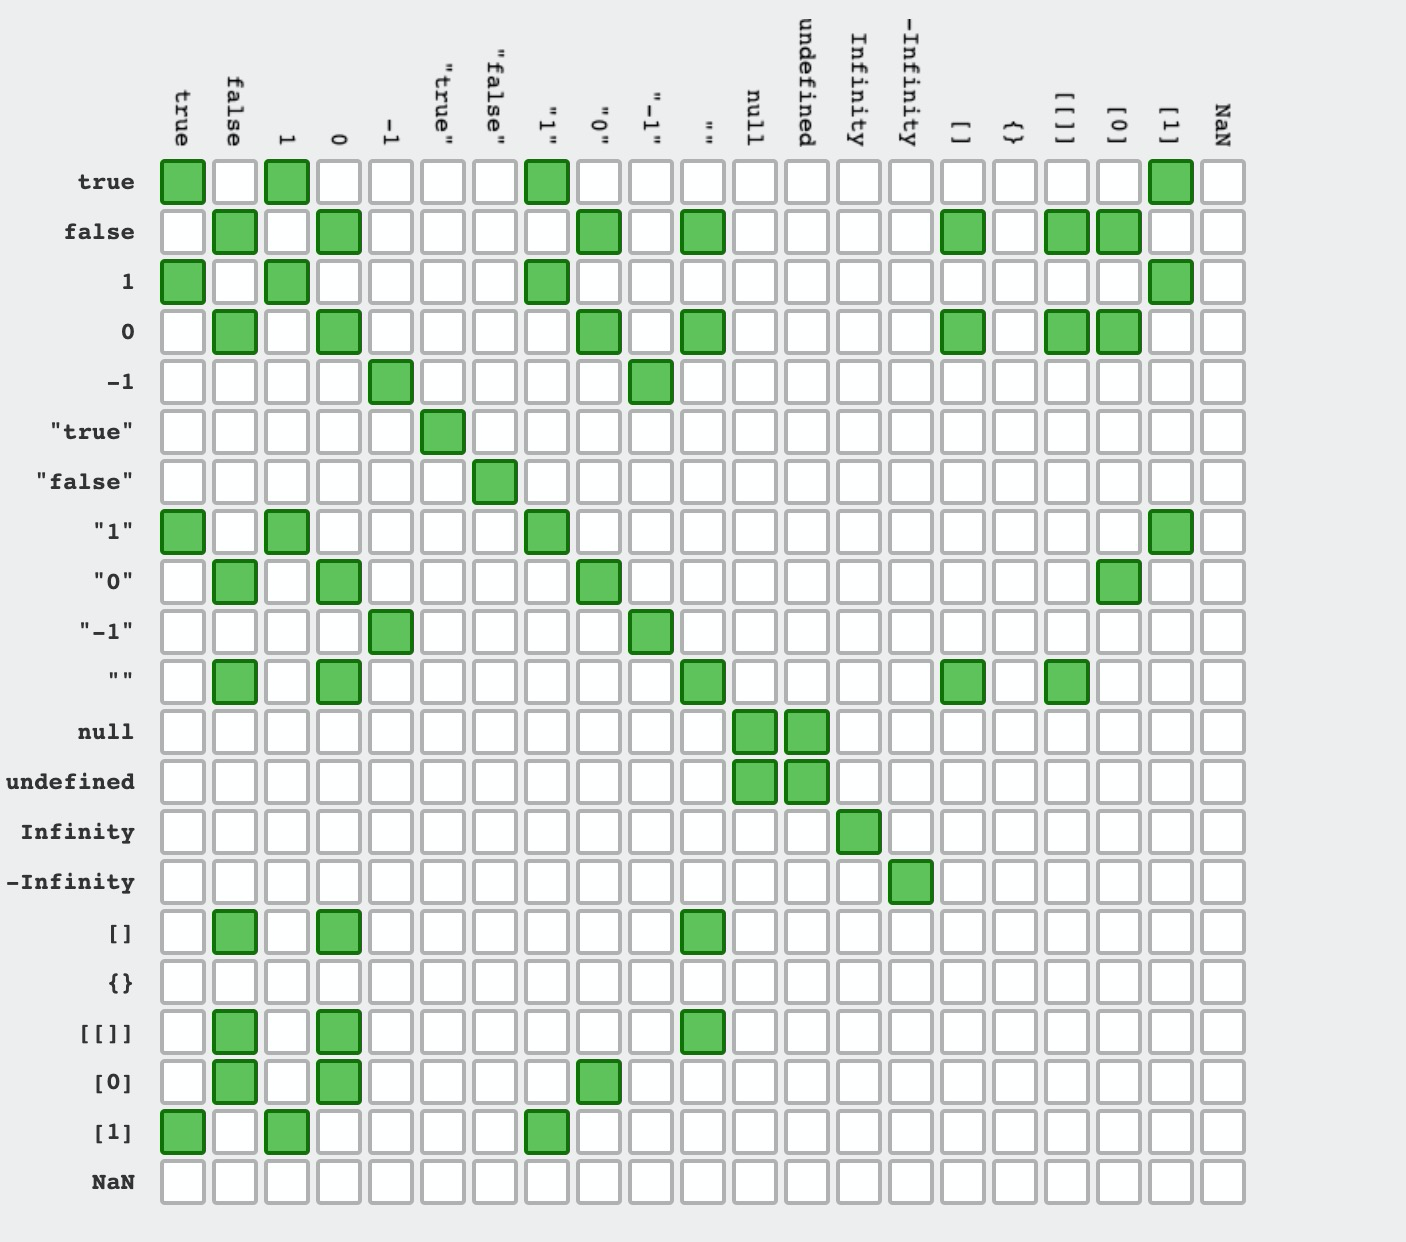 true
false
1
0
-1
"true"
"false"
"1"
"0"
"-1"
""
null
undefined
Infinity
-Infinity
[]
{}
[[]]
[0]
[1]
NaN
true
false
1
0
-1
"true"
"false"
"1"
"0"
"-1"
""
null
undefined
Infinity
-Infinity
[]
{}
[[]]
[0]
[1]
NaN